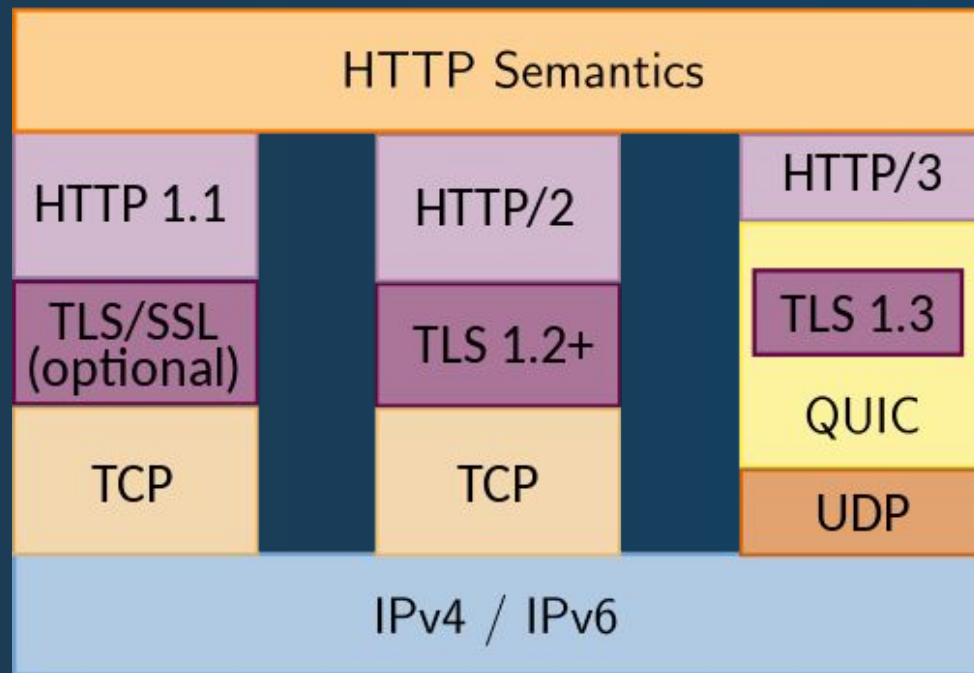 HTTP Semantics
HTTP 1.1
HTTP/2
HTTP/3
TLS/SSL
(optional)
TLS 1.2+
TLS 1.3
QUIC
TCP
TCP
UDP
IPv4 / IPv6